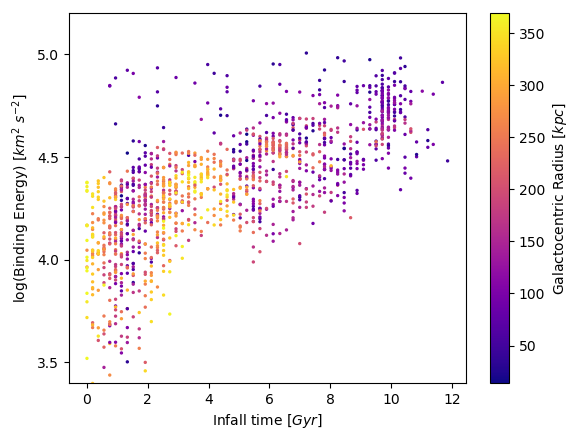 5.0
4.5
4.0
3.5
log(Binding Energy) [km² s⁻²]
0 2 4 6 8 10 12
Infall time [Gyr]
350
300
250
200
150
100
50
Galactocentric Radius [kpc]